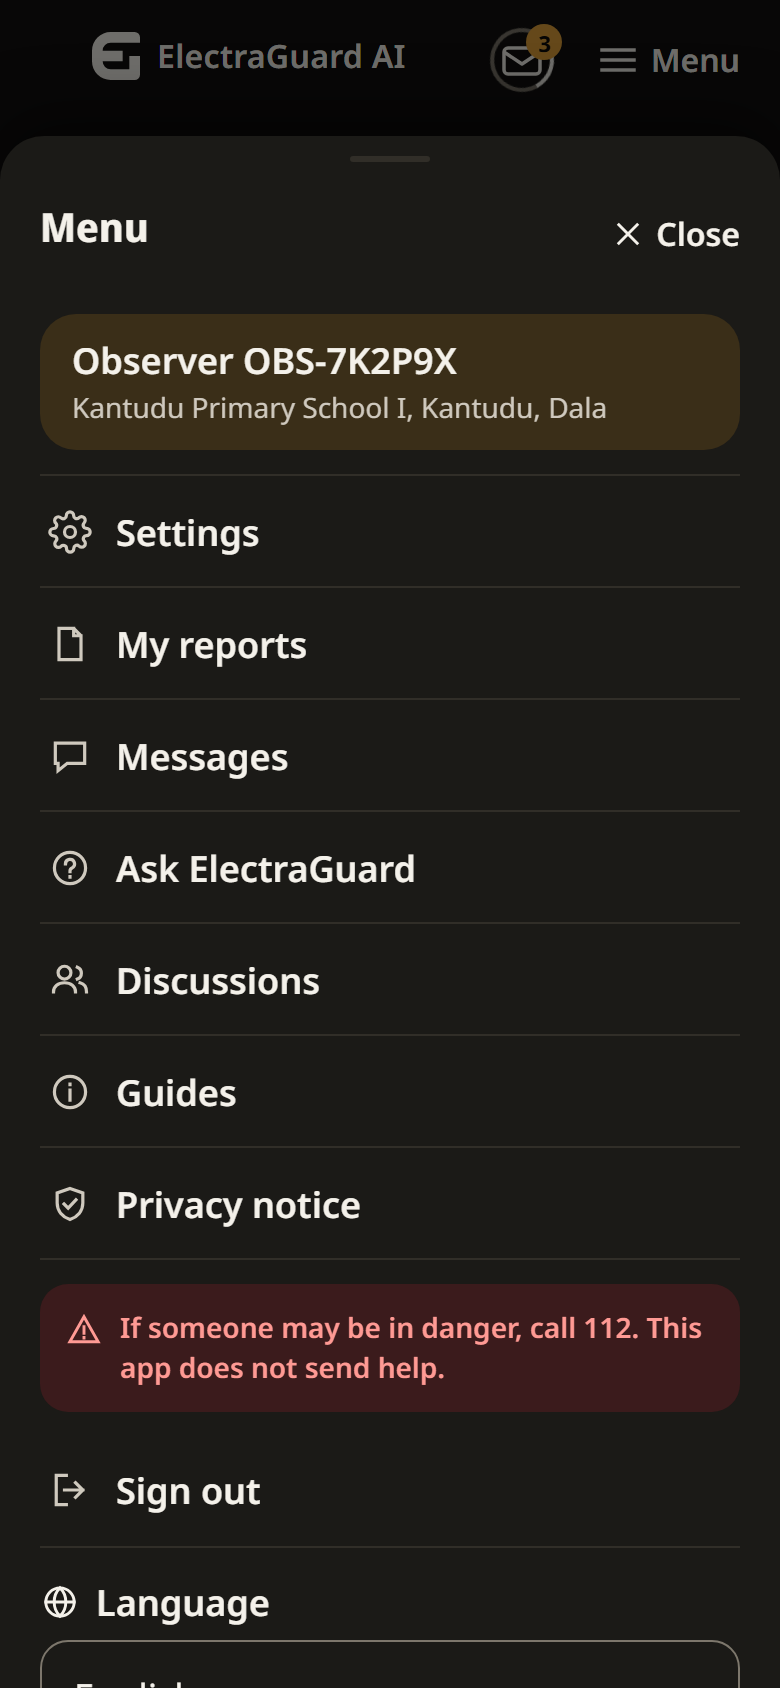 ElectraGuard AI
3
Menu
Menu
Close
Observer OBS-7K2P9X
Kantudu Primary School I, Kantudu, Dala
Settings
My reports
Messages
Ask ElectraGuard
Discussions
Guides
Privacy notice
If someone may be in danger, call 112. This
app does not send help.
Sign out
Language